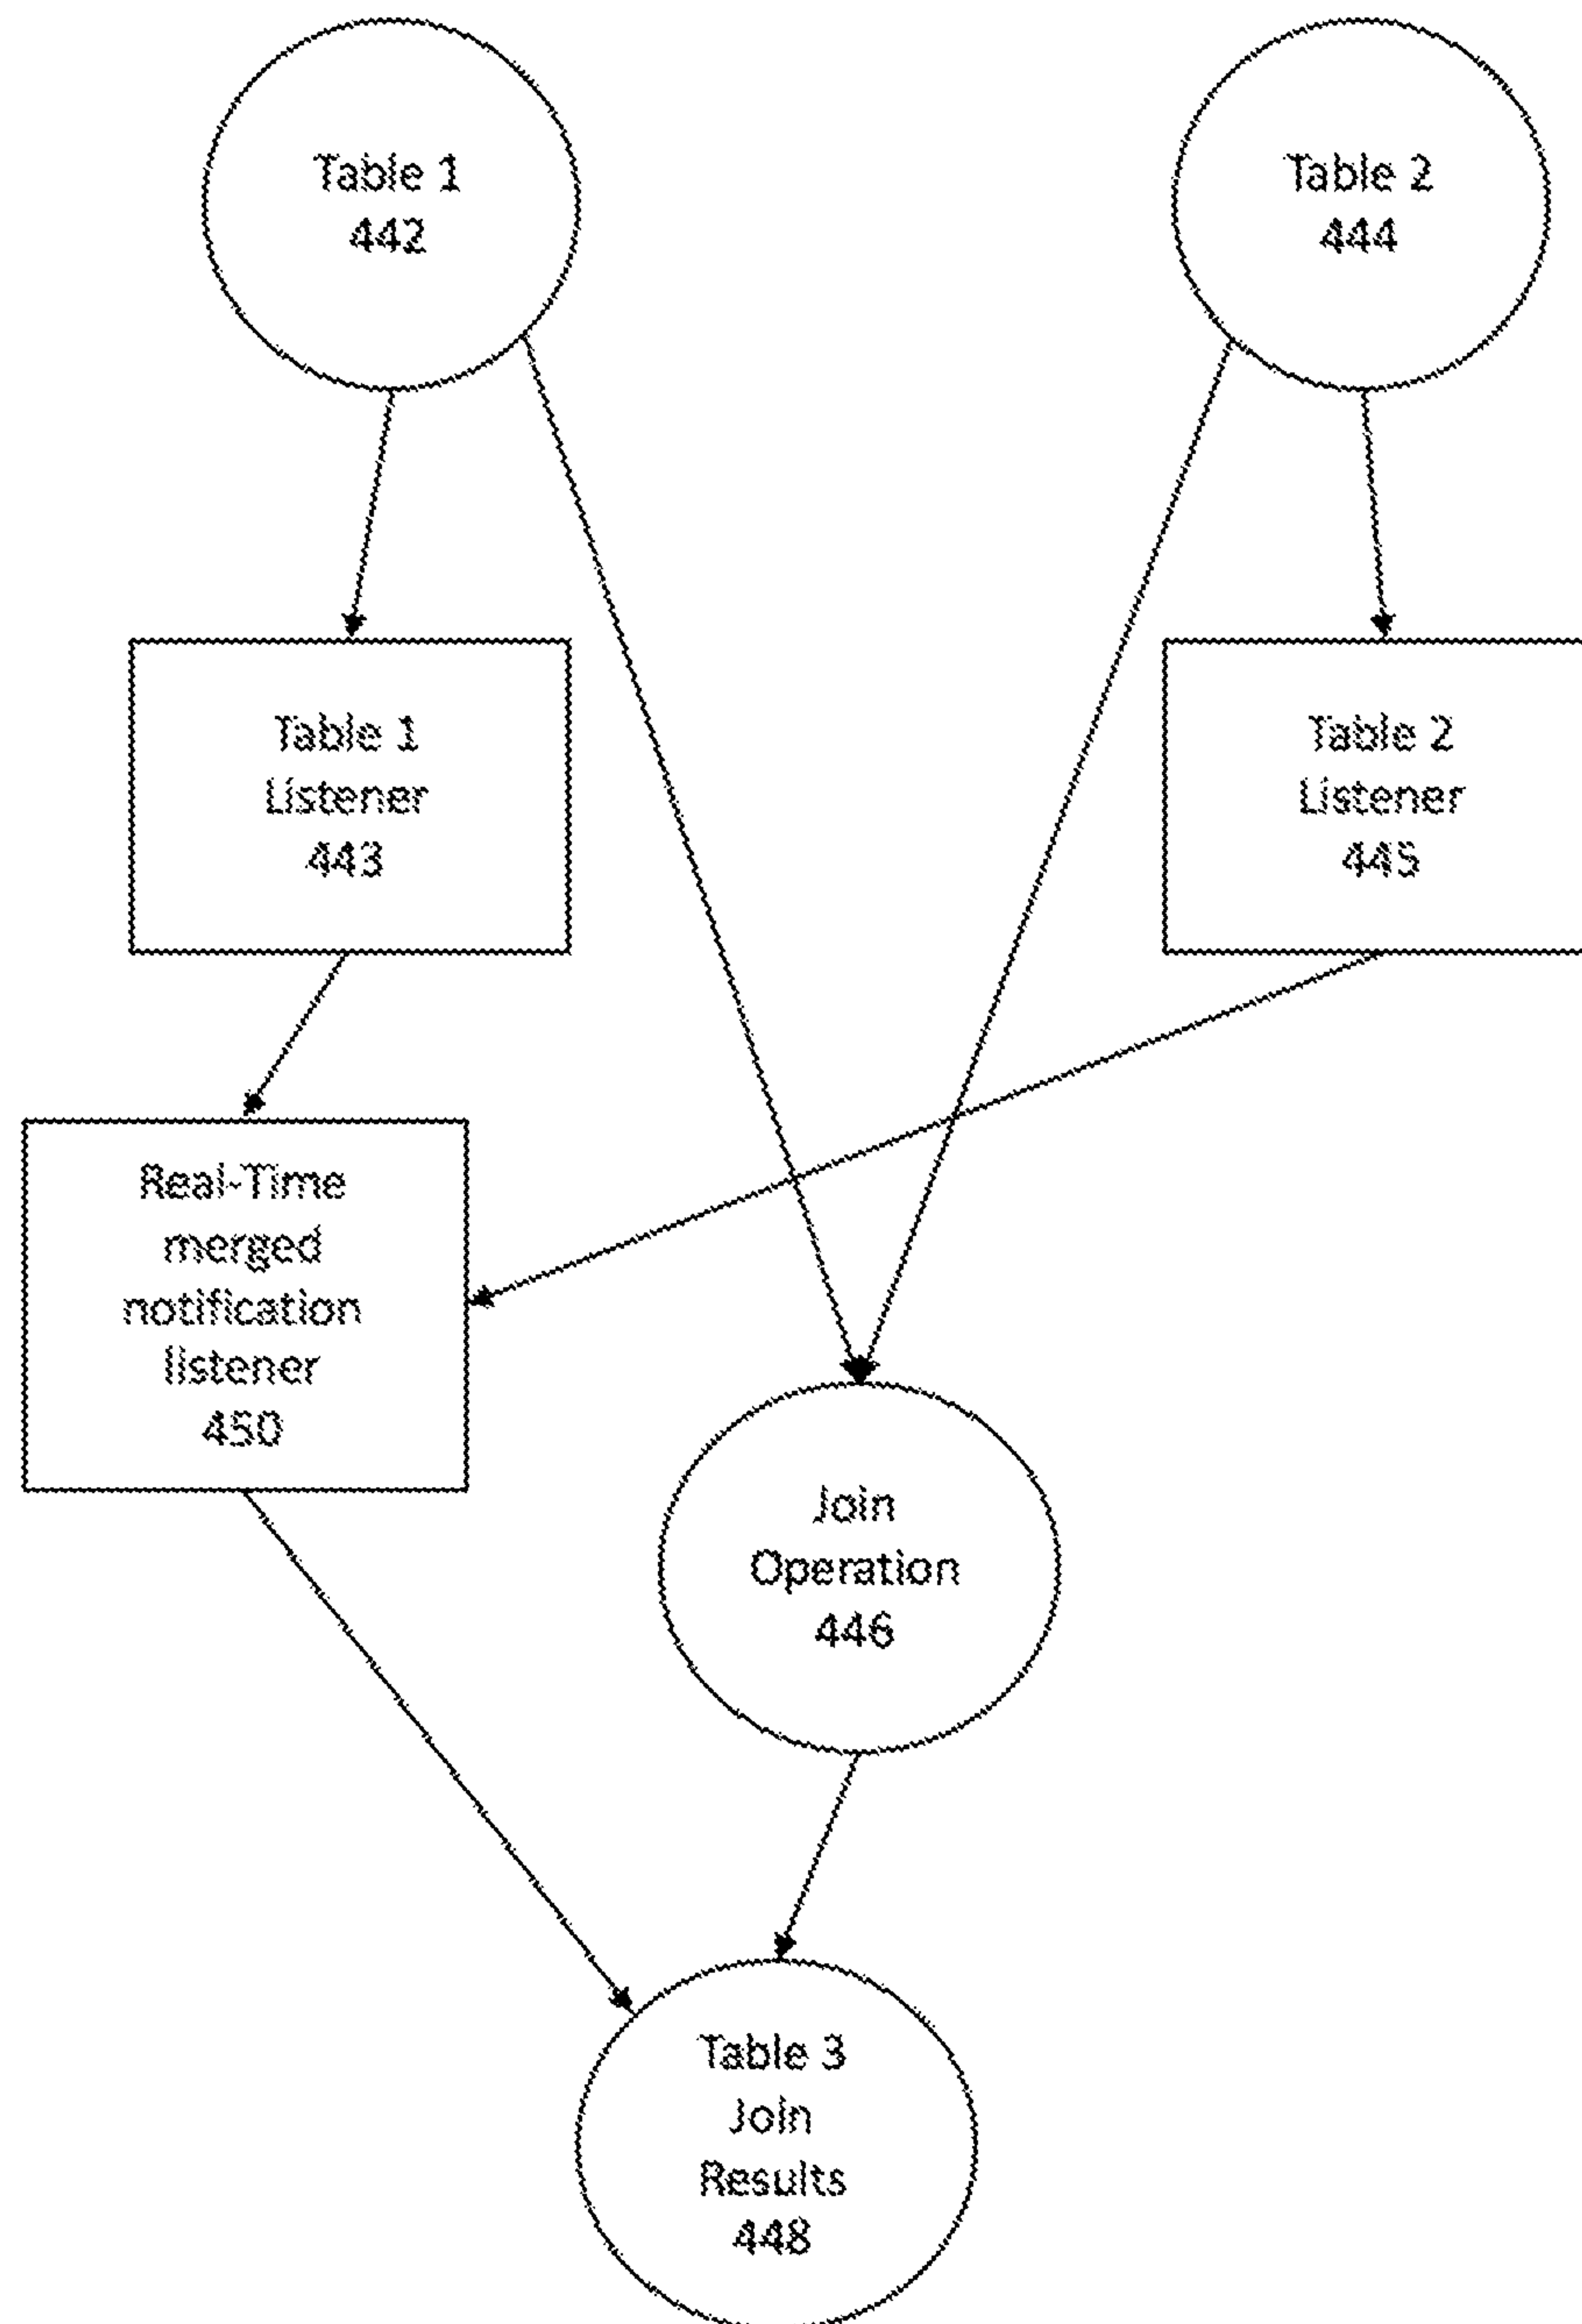 Table 1
442
Table 2
444
Table 1
Listener
443
Table 2
Listener
445
Real-Time
merged
notification
listener
450
Join
Operation
446
Table 3
Join
Results
448